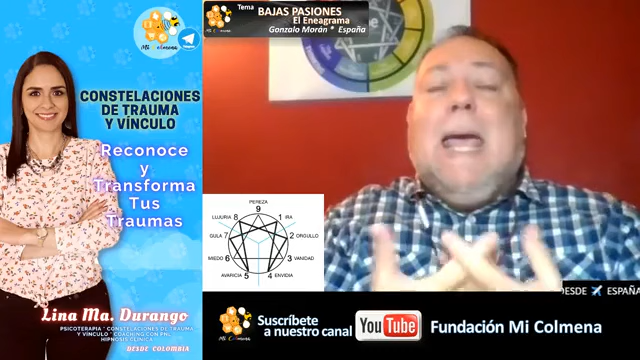 Mi Colmena
CONSTELACIONES
DE TRAUMA
Y VÍNCULO
Reconoce
y
Transforma
Tus
Traumas
Lina Ma. Durango
PSICOTERAPIA * CONSTELACIONES DE TRAUMA
Y VÍNCULO * COACHING CON PNL
HIPNOSIS CLÍNICA
DESDE COLOMBIA
Tema
BAJAS PASIONES
El Eneagrama
Gonzalo Morán * España
PEREZA
9
LUJURIA 8
1 IRA
GULA 7
2 ORGULLO
MIEDO 6
3 VANIDAD
AVARICIA 5
4 ENVIDIA
DESDE ESPAÑA
Mi Colmena
Suscríbete
a nuestro canal
YouTube
Fundación Mi Colmena